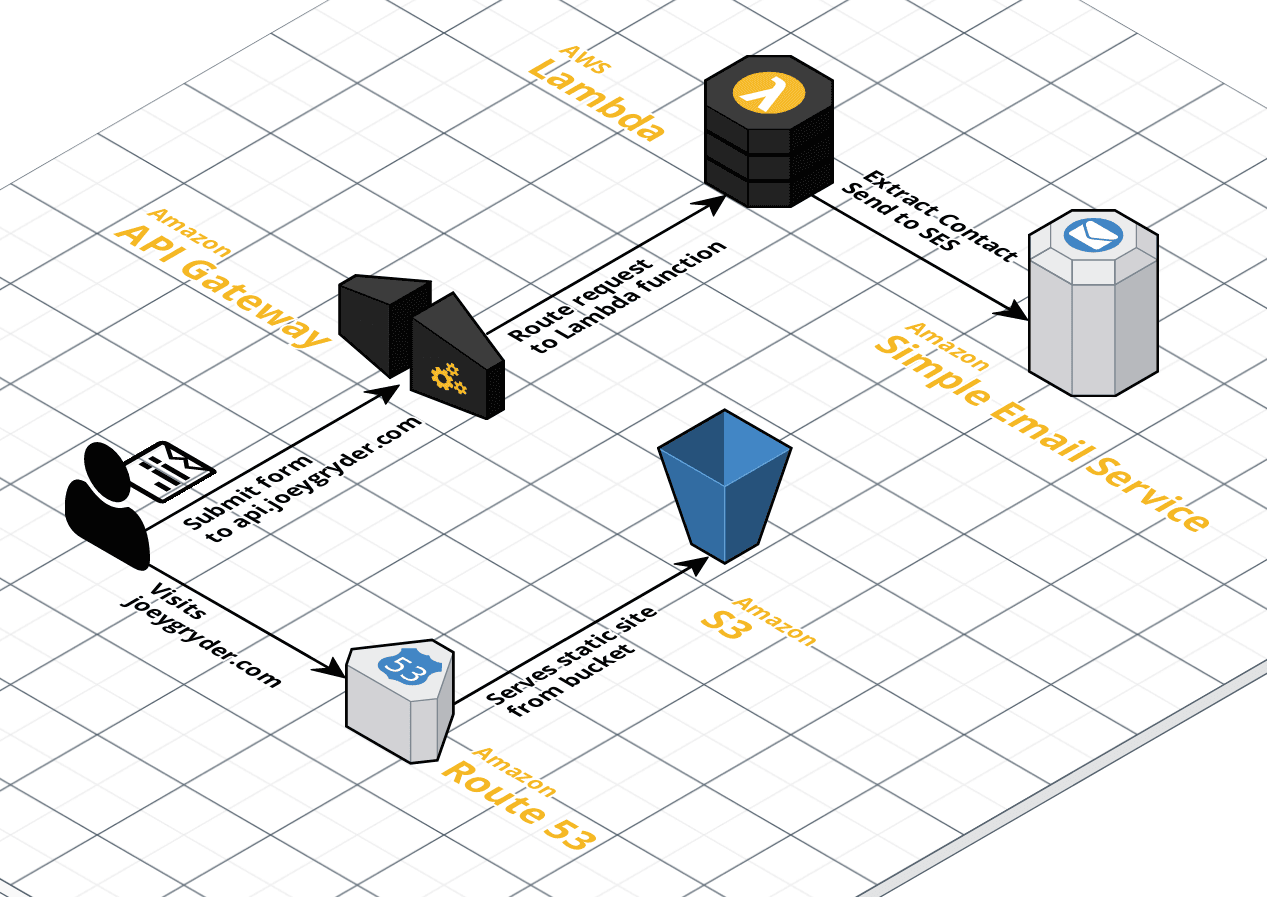 AWS
Lambda
Extract Contact
Send to SES
Amazon
API Gateway
Route request
to Lambda function
Amazon
Simple Email Service
Submit form
to api.joeygryder.com
Visits
joeygryder.com
53
Serves static site
from bucket
Amazon
S3
Amazon
Route 53